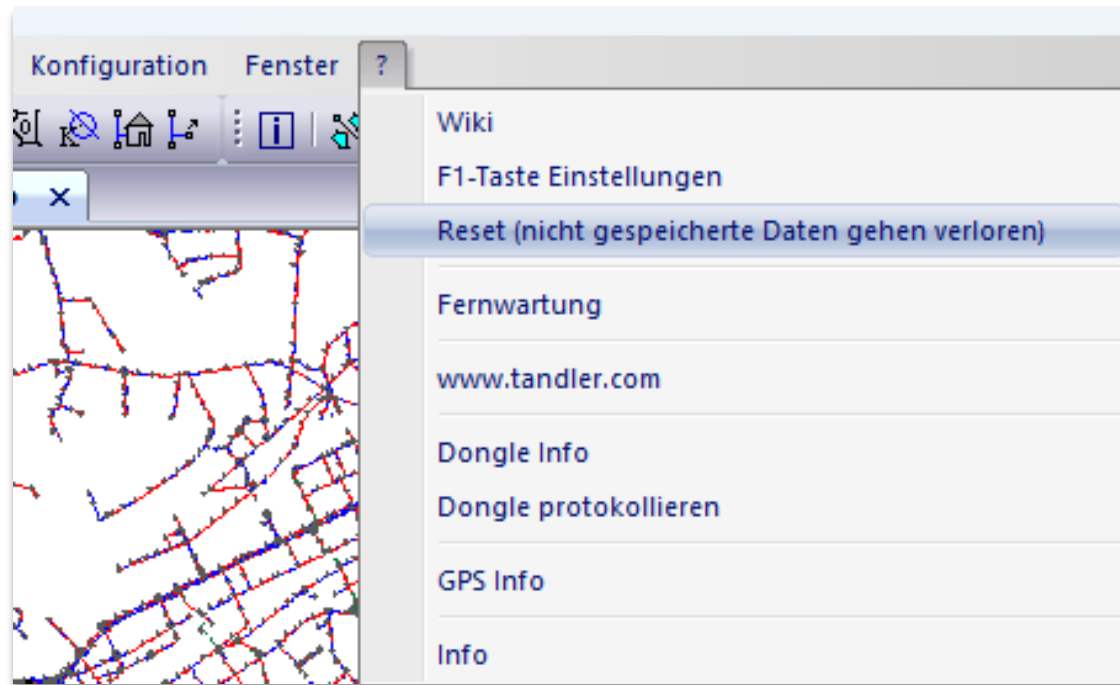 Konfiguration Fenster ?
Wiki
F1-Taste Einstellungen
Reset (nicht gespeicherte Daten gehen verloren)
Fernwartung
www.tandler.com
Dongle Info
Dongle protokollieren
GPS Info
Info